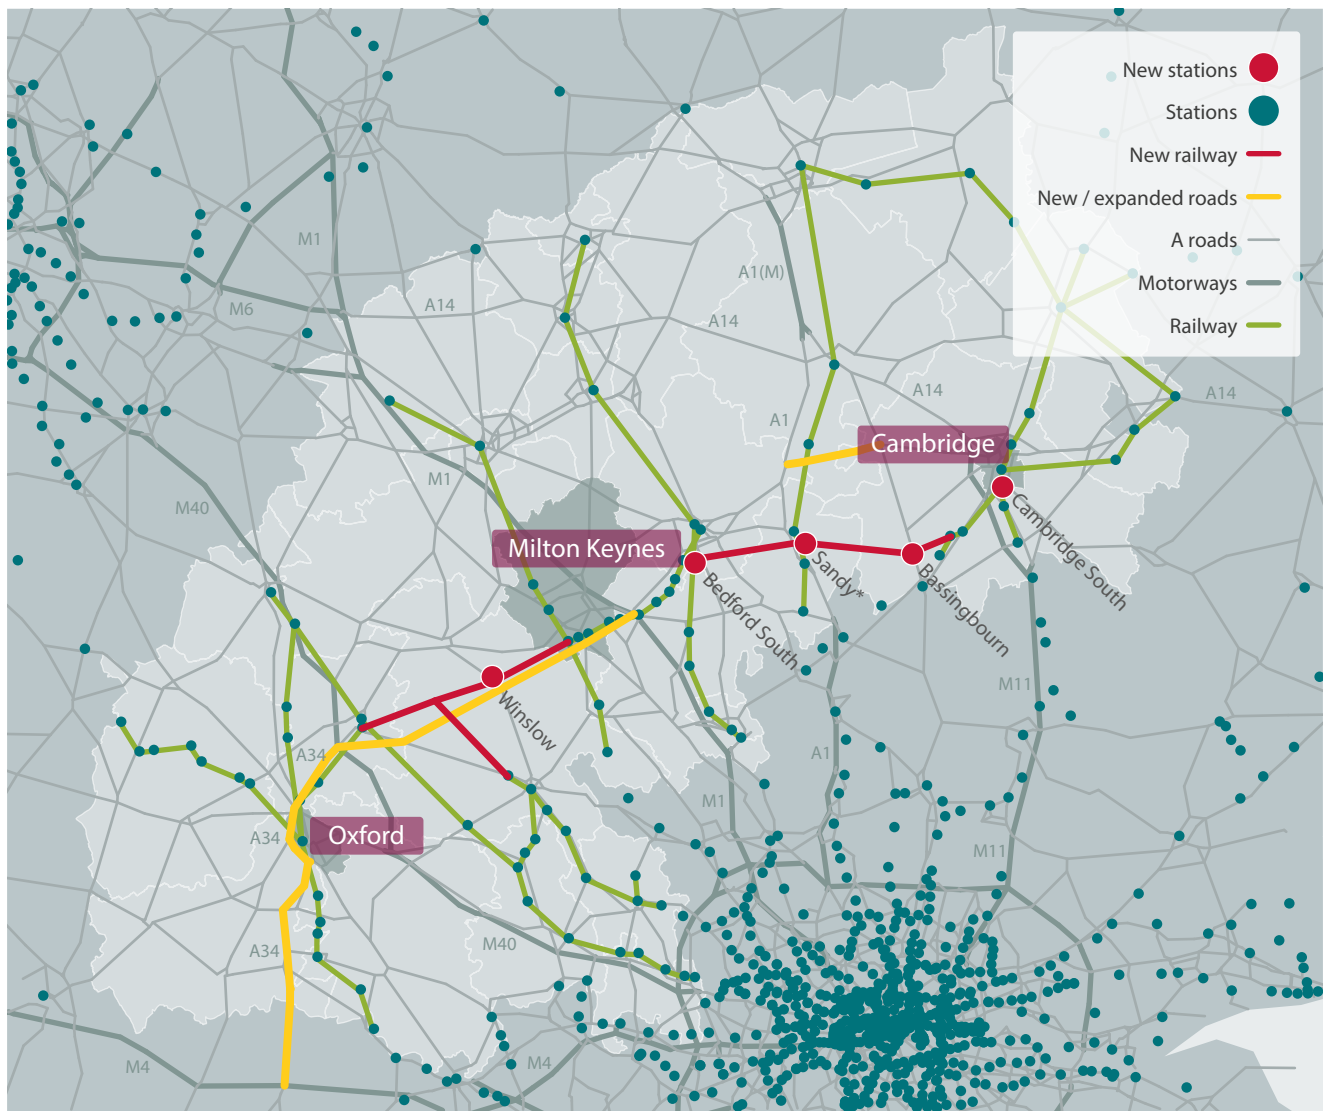 New stations
Stations
New railway
New / expanded roads
A roads
Motorways
Railway
M1
A1(M)
A14
M6
A14
A14
A14
A1
Cambridge
M1
M40
Milton Keynes
Cambridge South
Sandy*
Bassingbourn
Bedford South
M11
Winslow
A34
A1
M1
Oxford
A34
M11
M40
A34
M4
M4